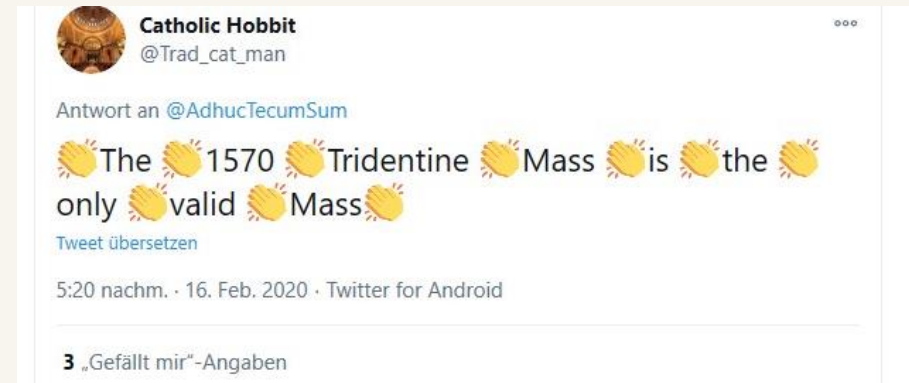 Catholic Hobbit
@Trad_cat_man
Antwort an @AdhucTecumSum
👏The 👏1570 👏Tridentine 👏Mass 👏is 👏the 👏
only 👏valid 👏Mass👏
Tweet übersetzen
5:20 nachm. · 16. Feb. 2020 · Twitter for Android
3 „Gefällt mir“-Angaben